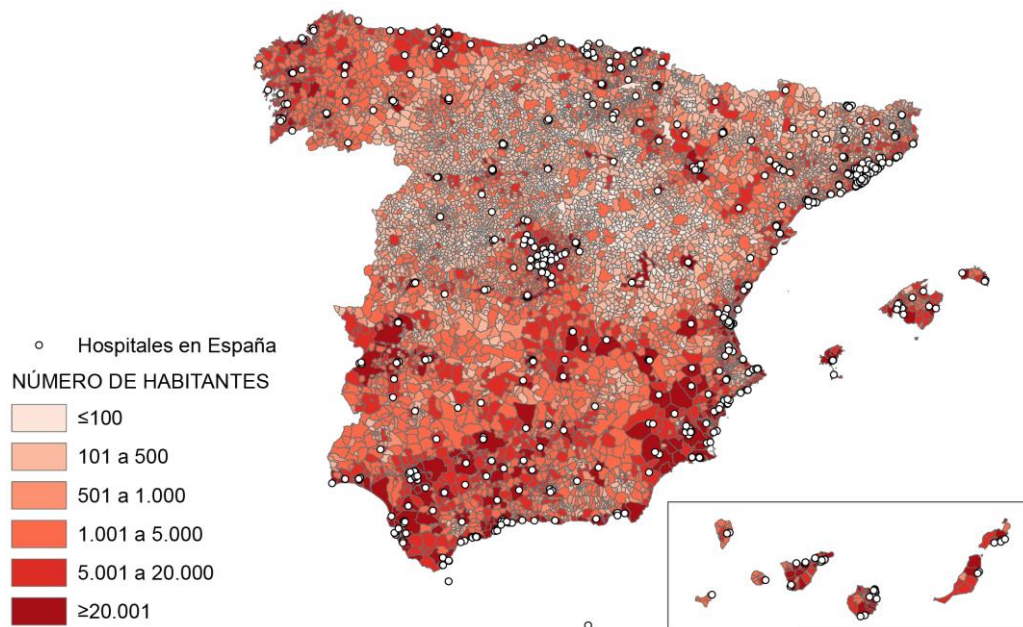 Hospitales en España
NÚMERO DE HABITANTES
≤100
101 a 500
501 a 1.000
1.001 a 5.000
5.001 a 20.000
≥20.001